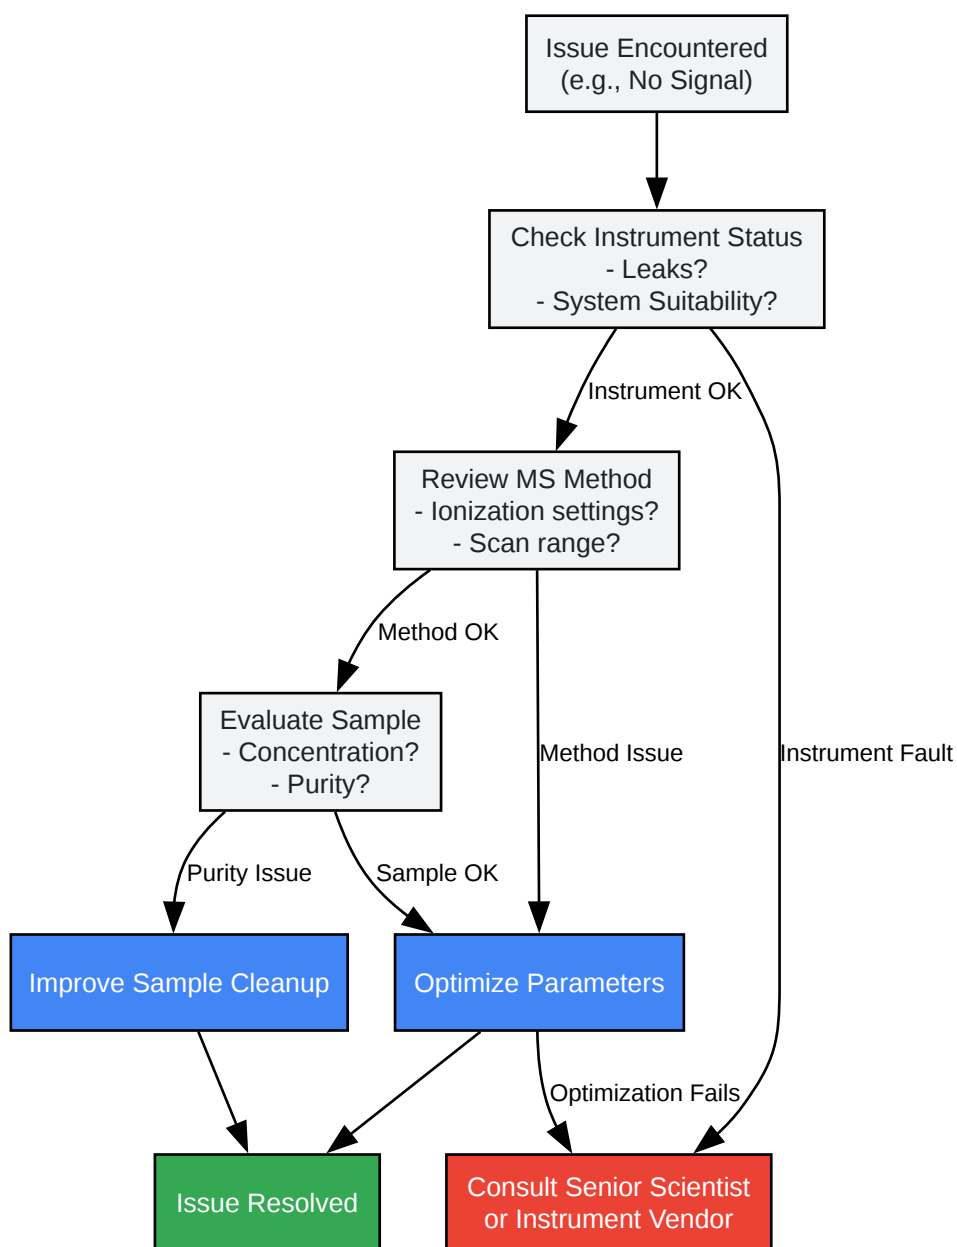 Issue Encountered
(e.g., No Signal)
Check Instrument Status
- Leaks?
- System Suitability?
Instrument OK
Review MS Method
- Ionization settings?
- Scan range?
Method OK
Evaluate Sample
- Concentration?
- Purity?
Method Issue
Instrument Fault
Purity Issue
Sample OK
Improve Sample Cleanup
Optimize Parameters
Optimization Fails
Issue Resolved
Consult Senior Scientist
or Instrument Vendor